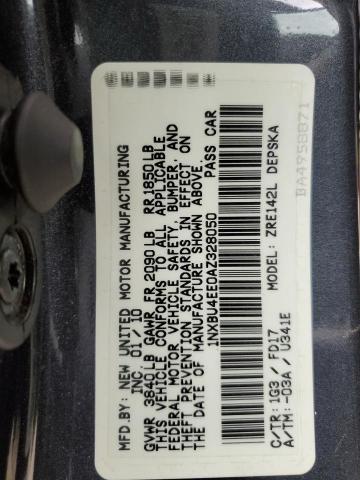 MFD.BY: NEW UNITED MOTOR MANUFACTURING
INC. 01 / 10
GVWR 3840LB GAWR FR 2090LB RR 1850LB
THIS VEHICLE CONFORMS TO ALL APPLICABLE
FEDERAL MOTOR VEHICLE SAFETY, BUMPER, AND
THEFT PREVENTION STANDARDS IN EFFECT ON
THE DATE OF MANUFACTURE SHOWN ABOVE.
1NXBU4EE0AZ328050 PASS CAR
C/TR: 1G3 / FD17 MODEL: ZRE142L DEPSKA
A/TM: -03A / U341E
BA4958871